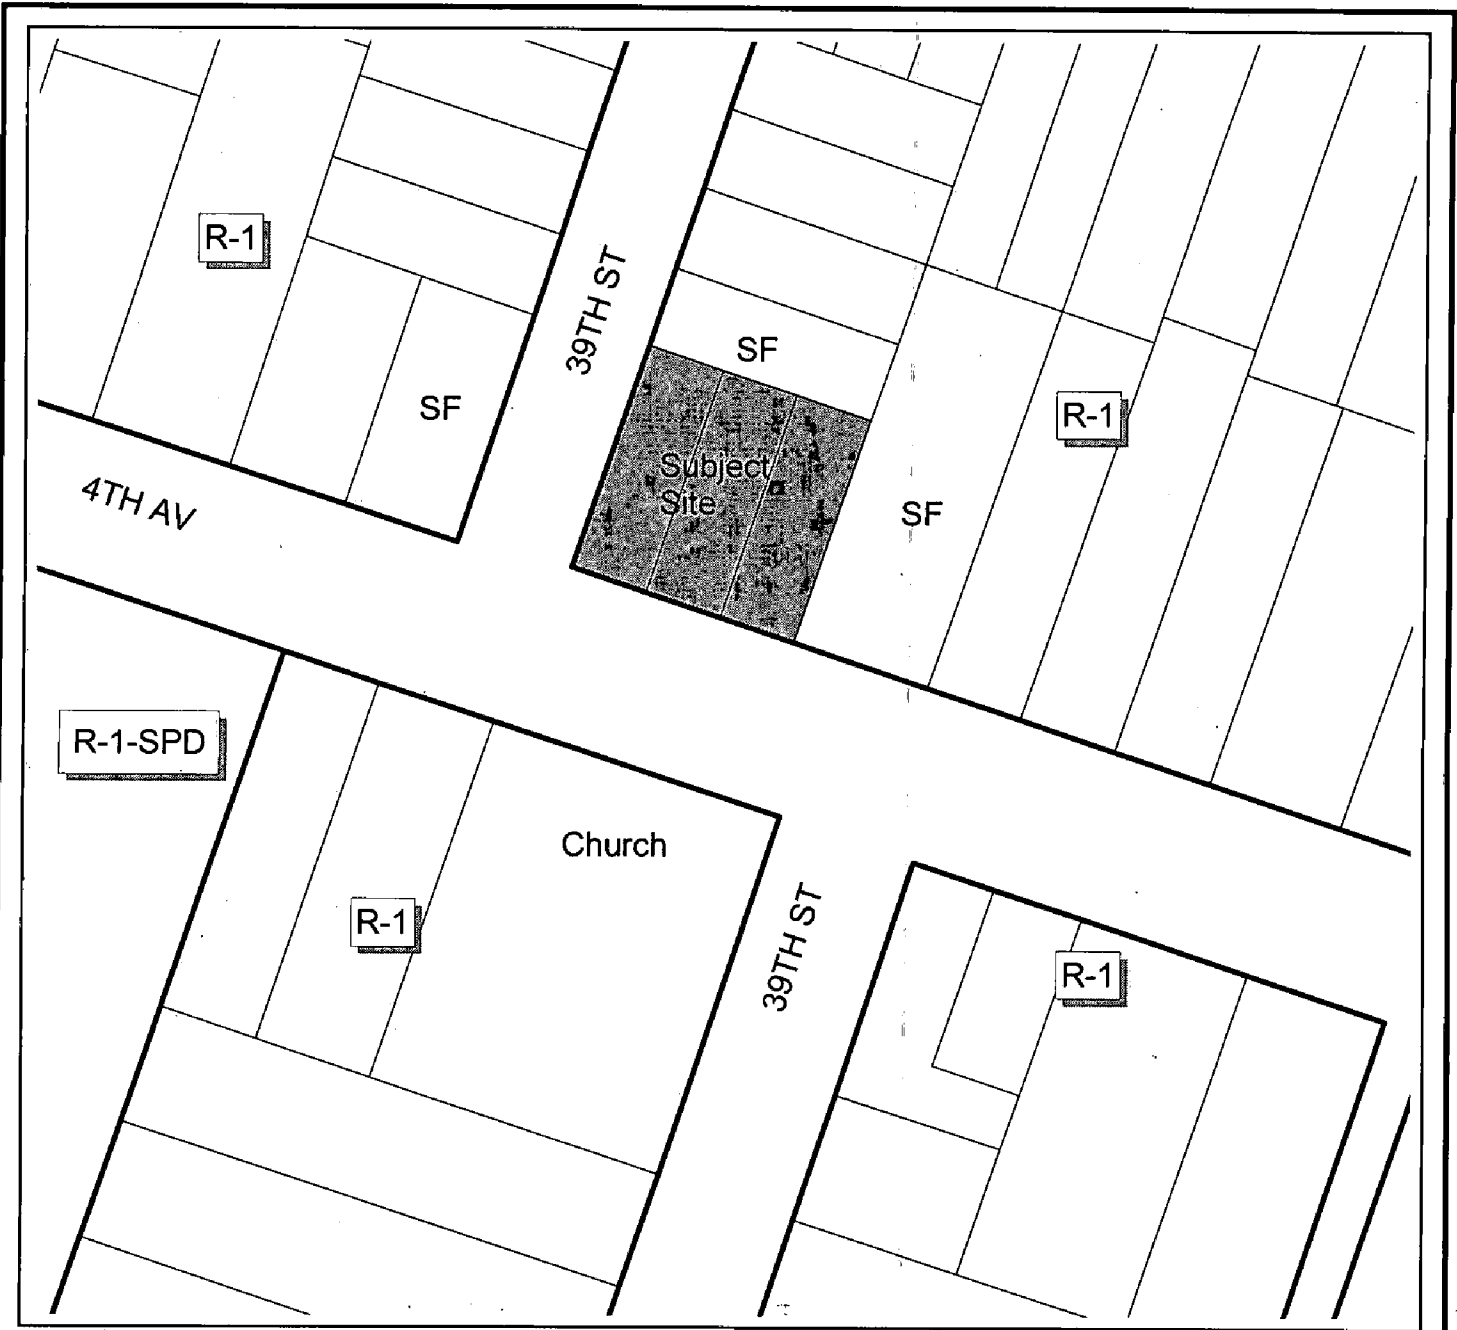 R-1
39TH ST
SF
SF
R-1
4TH AV
Subject
Site
SF
R-1-SPD
Church
R-1
39TH ST
R-1